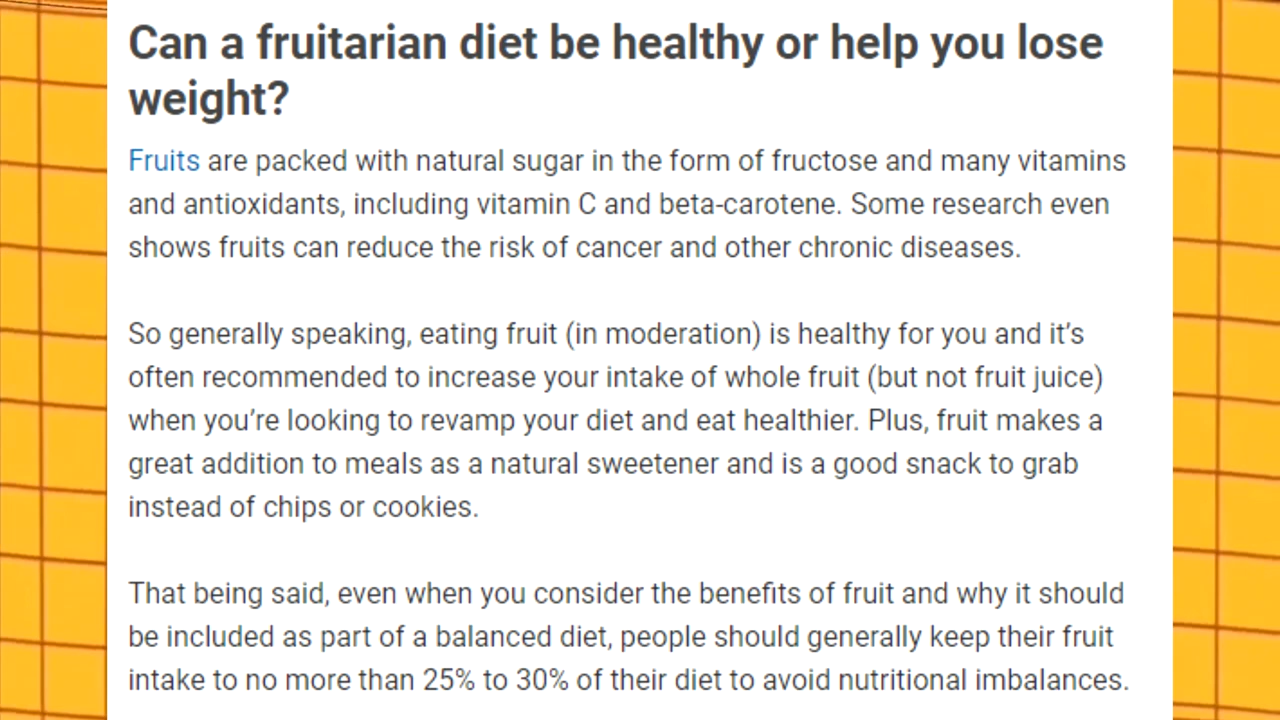 Can a fruitarian diet be healthy or help you lose
weight?
Fruits are packed with natural sugar in the form of fructose and many vitamins
and antioxidants, including vitamin C and beta-carotene. Some research even
shows fruits can reduce the risk of cancer and other chronic diseases.
So generally speaking, eating fruit (in moderation) is healthy for you and it’s
often recommended to increase your intake of whole fruit (but not fruit juice)
when you’re looking to revamp your diet and eat healthier. Plus, fruit makes a
great addition to meals as a natural sweetener and is a good snack to grab
instead of chips or cookies.
That being said, even when you consider the benefits of fruit and why it should
be included as part of a balanced diet, people should generally keep their fruit
intake to no more than 25% to 30% of their diet to avoid nutritional imbalances.